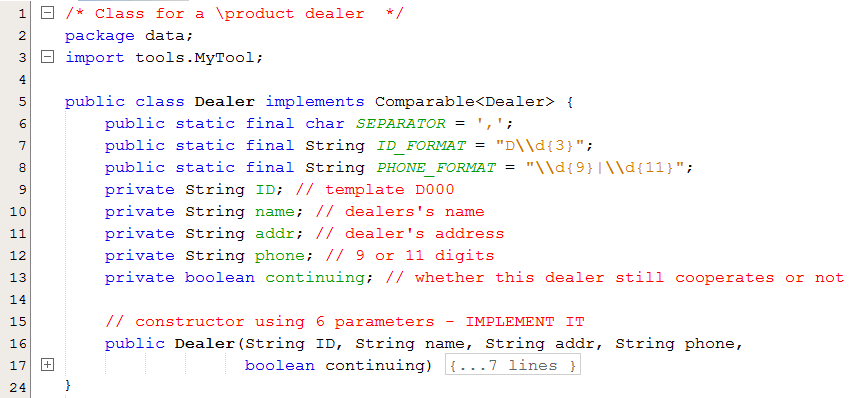 1 /* Class for a \product dealer  */
2 package data;
3 import tools.MyTool;
4
5 public class Dealer implements Comparable<Dealer> {
6     public static final char SEPARATOR = ',';
7     public static final String ID_FORMAT = "D\\d{3}";
8     public static final String PHONE_FORMAT = "\\d{9}|\\d{11}";
9     private String ID; // template D000
10     private String name; // dealers's name
11     private String addr; // dealer's address
12     private String phone; // 9 or 11 digits
13     private boolean continuing; // whether this dealer still cooperates or not
14
15     // constructor using 6 parameters - IMPLEMENT IT
16     public Dealer(String ID, String name, String addr, String phone,
17                   boolean continuing) {...7 lines }
24 }